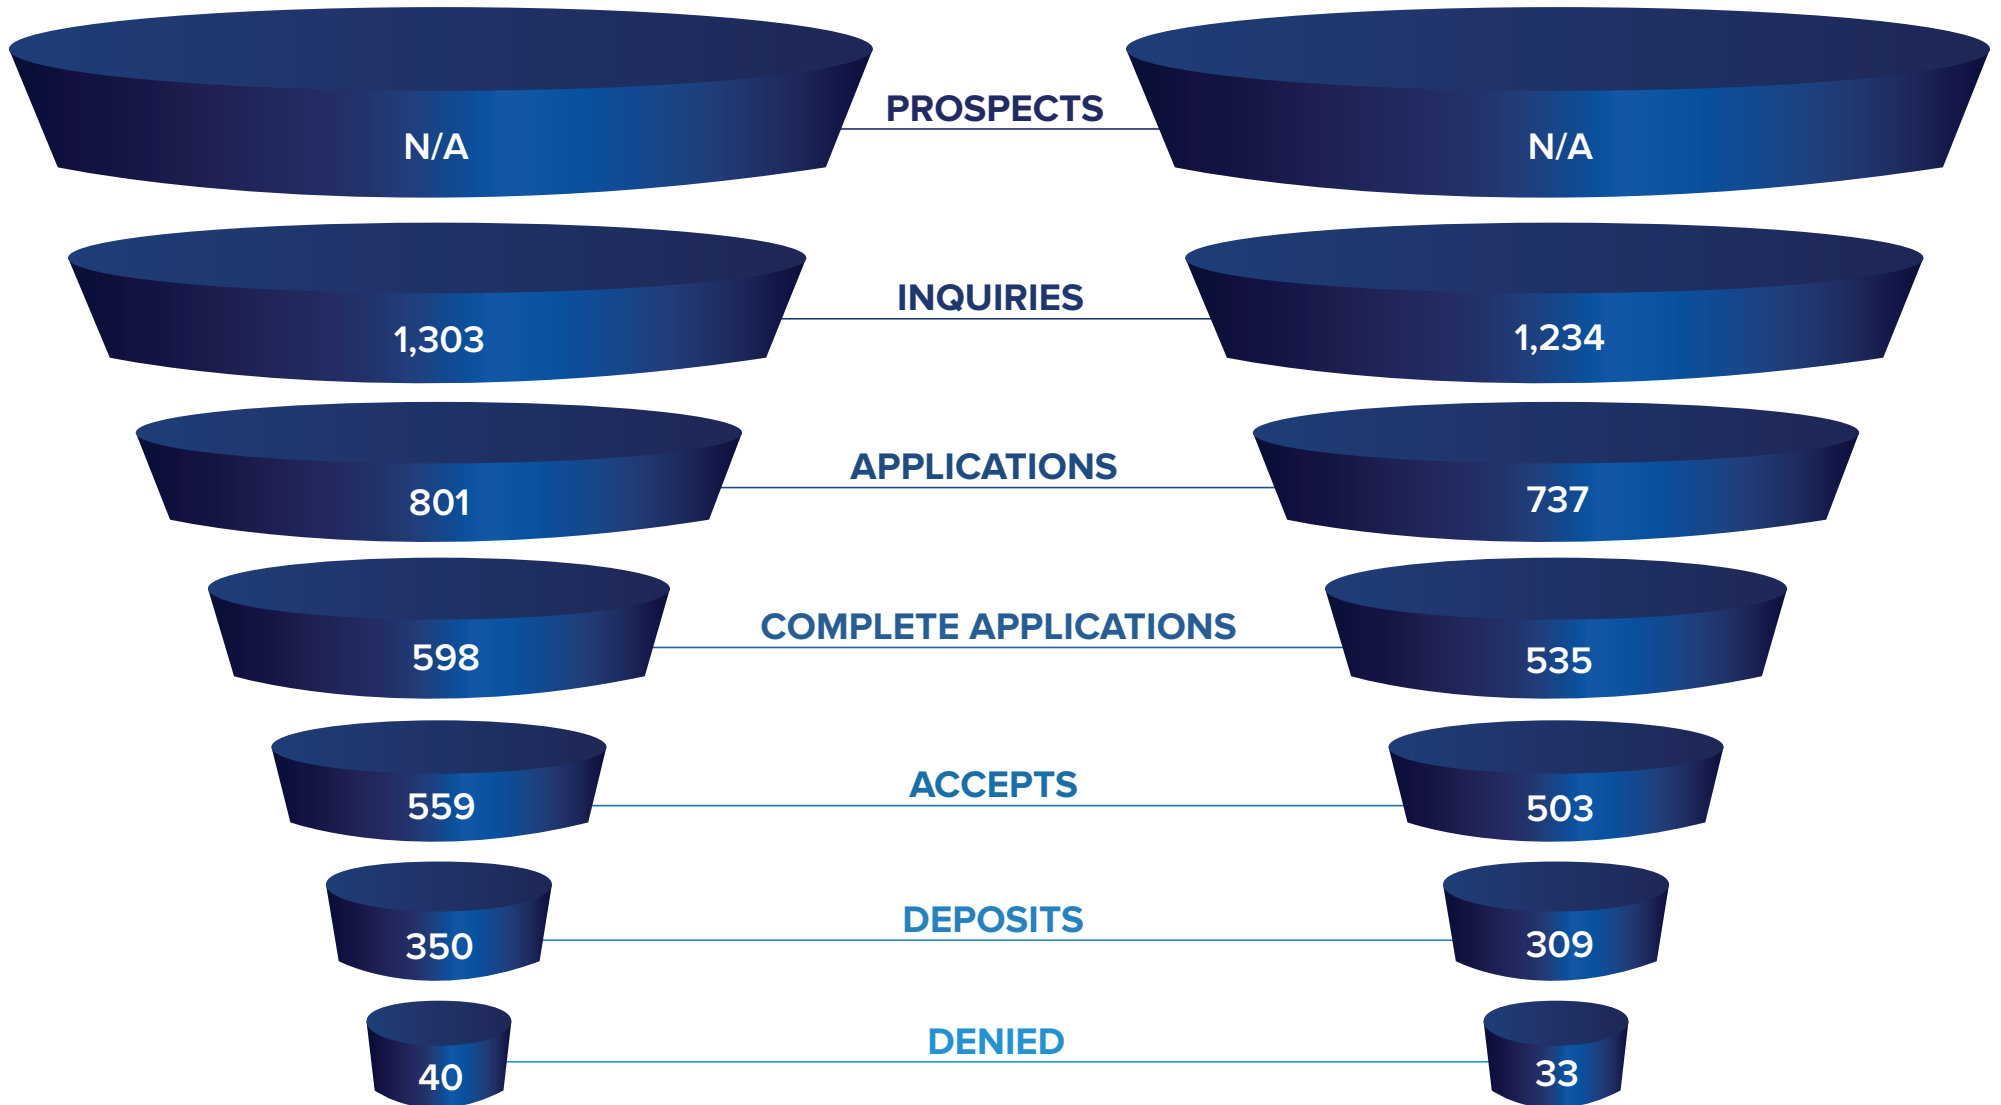 PROSPECTS
N/A
N/A
INQUIRIES
1,303
1,234
APPLICATIONS
801
737
COMPLETE APPLICATIONS
598
535
ACCEPTS
559
503
DEPOSITS
350
309
DENIED
40
33